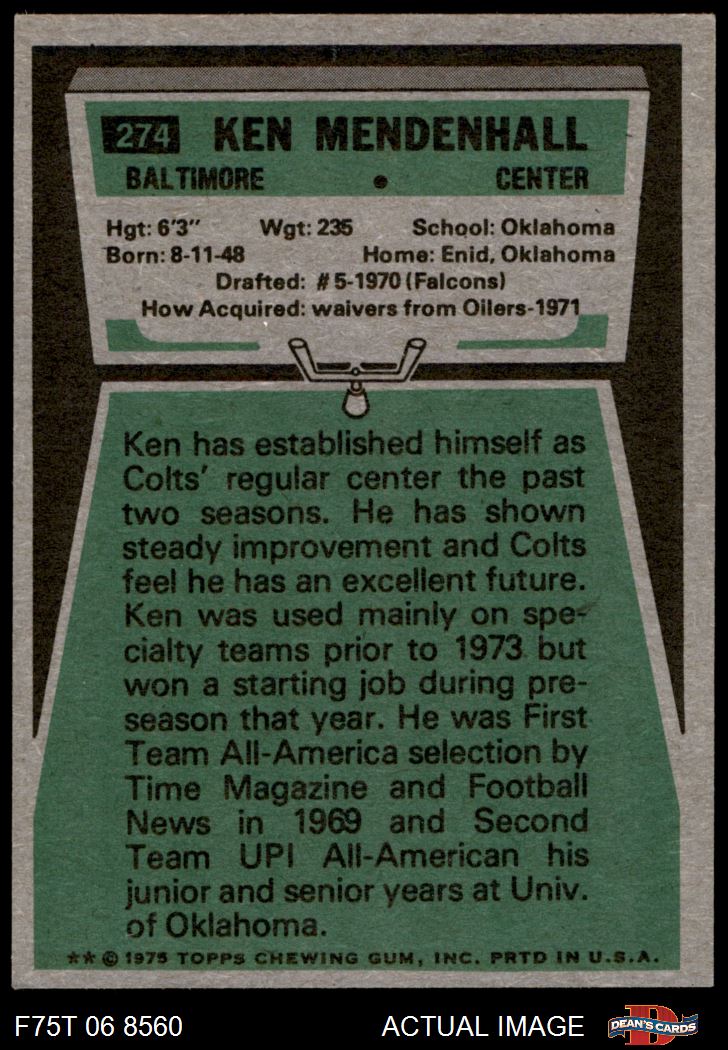 274 KEN MENDENHALL
BALTIMORE • CENTER
Hgt: 6'3" Wgt: 235 School: Oklahoma
Born: 8-11-48 Home: Enid, Oklahoma
Drafted: #5-1970 (Falcons)
How Acquired: waivers from Oilers-1971
Ken has established himself as
Colts' regular center the past
two seasons. He has shown
steady improvement and Colts
feel he has an excellent future.
Ken was used mainly on spe-
cialty teams prior to 1973 but
won a starting job during pre-
season that year. He was First
Team All-America selection by
Time Magazine and Football
News in 1969 and Second
Team UPI All-American his
junior and senior years at Univ.
of Oklahoma.
** © 1975 TOPPS CHEWING GUM, INC. PRTD IN U.S.A.
F75T 06 8560 ACTUAL IMAGE D DEAN'S CARDS